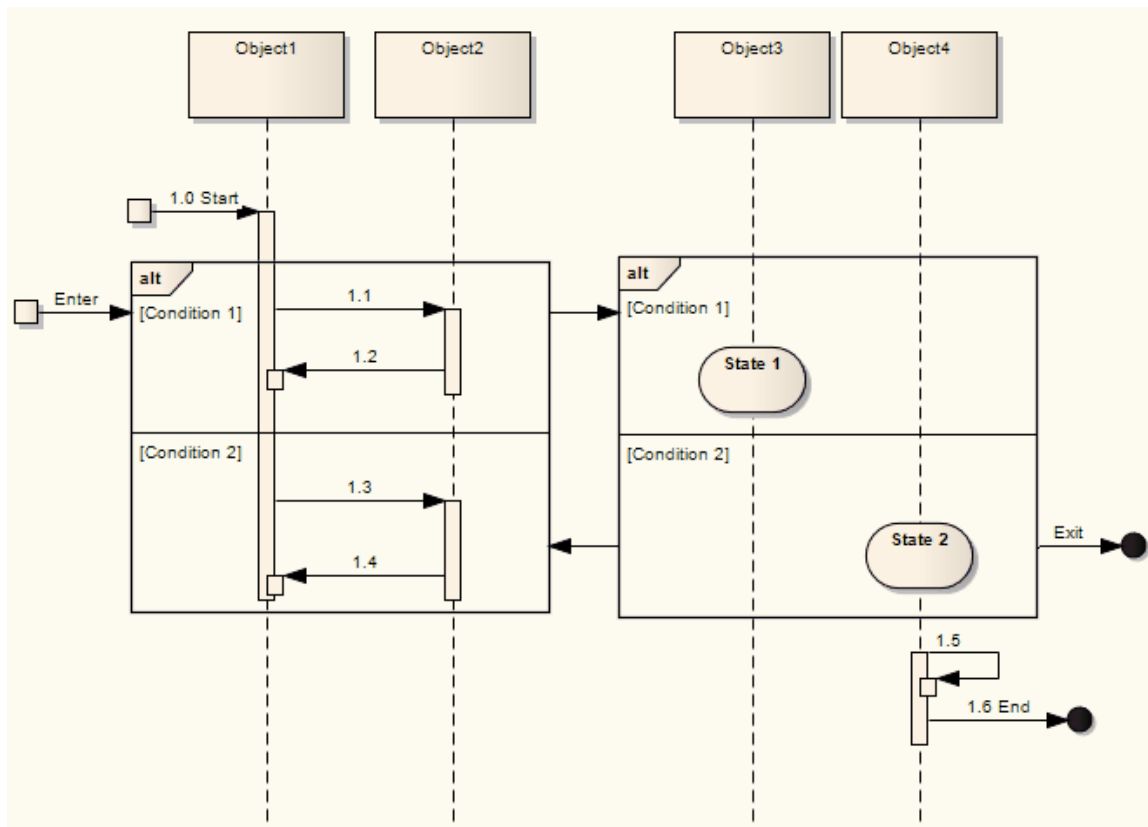 Object1
Object2
Object3
Object4
1.0 Start
alt
Enter
[Condition 1]
1.1
1.2
[Condition 2]
1.3
1.4
alt
[Condition 1]
State 1
[Condition 2]
State 2
Exit
1.5
1.6 End